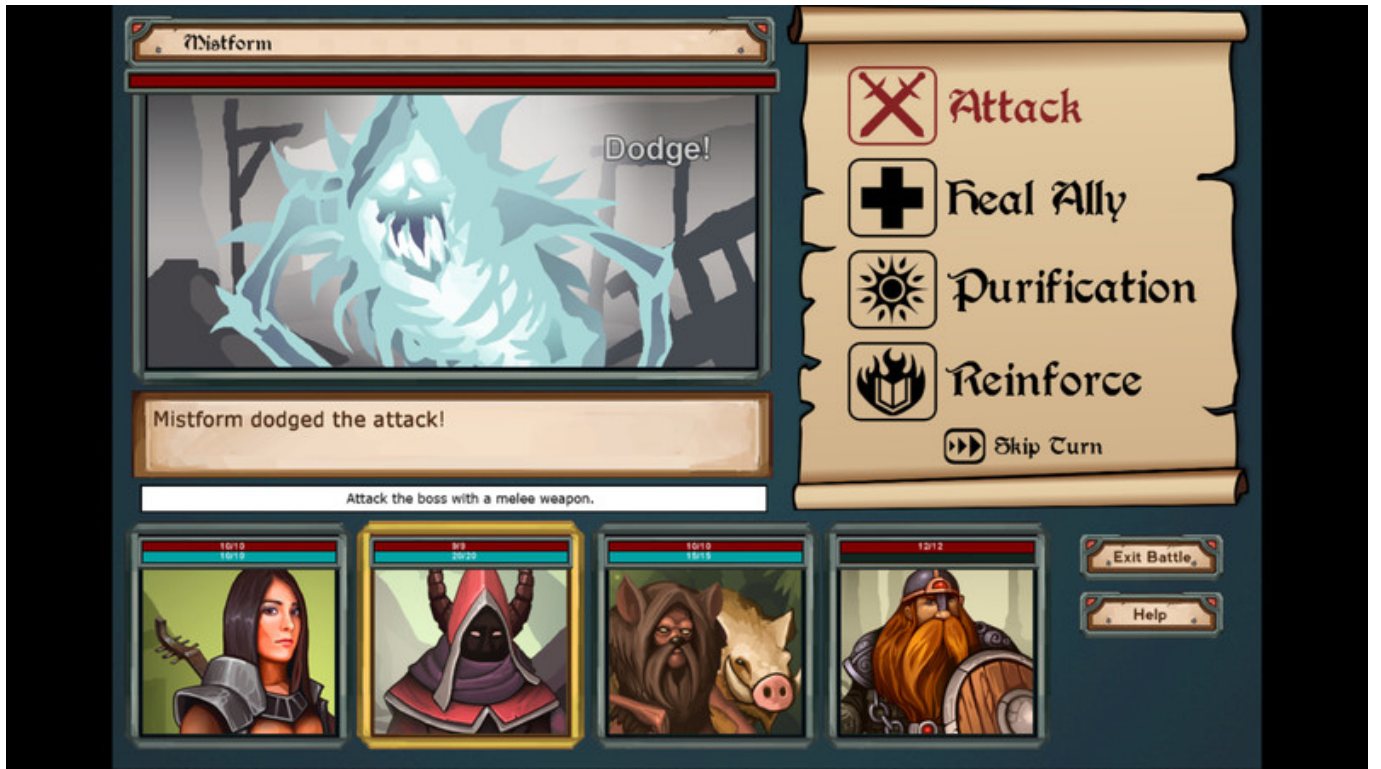 Mistform
Dodge!
Mistform dodged the attack!
Attack the boss with a melee weapon.
Attack
Heal Ally
Purification
Reinforce
Skip Turn
10/10
10/10
9/9
20/20
10/10
15/15
12/12
Exit Battle
Help